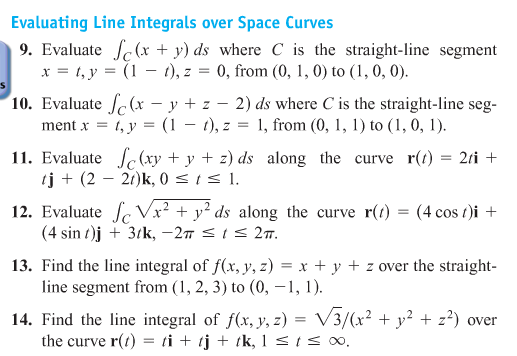 Evaluating Line Integrals over Space Curves
9. Evaluate ∫_C (x + y) ds where C is the straight-line segment
x = t, y = (1 − t), z = 0, from (0, 1, 0) to (1, 0, 0).
s
10. Evaluate ∫_C (x − y + z − 2) ds where C is the straight-line seg-
ment x = t, y = (1 − t), z = 1, from (0, 1, 1) to (1, 0, 1).
11. Evaluate ∫_C (xy + y + z) ds along the curve r(t) = 2ti +
tj + (2 − 2t)k, 0 ≤ t ≤ 1.
12. Evaluate ∫_C √(x² + y²) ds along the curve r(t) = (4 cos t)i +
(4 sin t)j + 3tk, −2π ≤ t ≤ 2π.
13. Find the line integral of f(x, y, z) = x + y + z over the straight-
line segment from (1, 2, 3) to (0, −1, 1).
14. Find the line integral of f(x, y, z) = √3/(x² + y² + z²) over
the curve r(t) = ti + tj + tk, 1 ≤ t ≤ ∞.